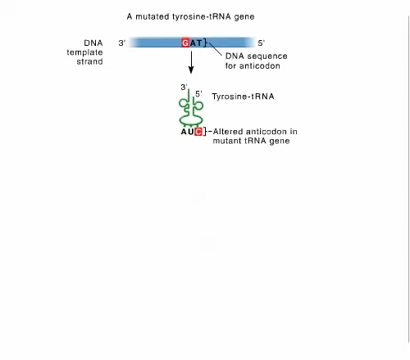 A mutated tyrosine-tRNA gene
DNA
template
strand
3'
GAT}
5'
DNA sequence
for anticodon
3'
5'
Tyrosine-tRNA
AUC}
Altered anticodon in
mutant tRNA gene